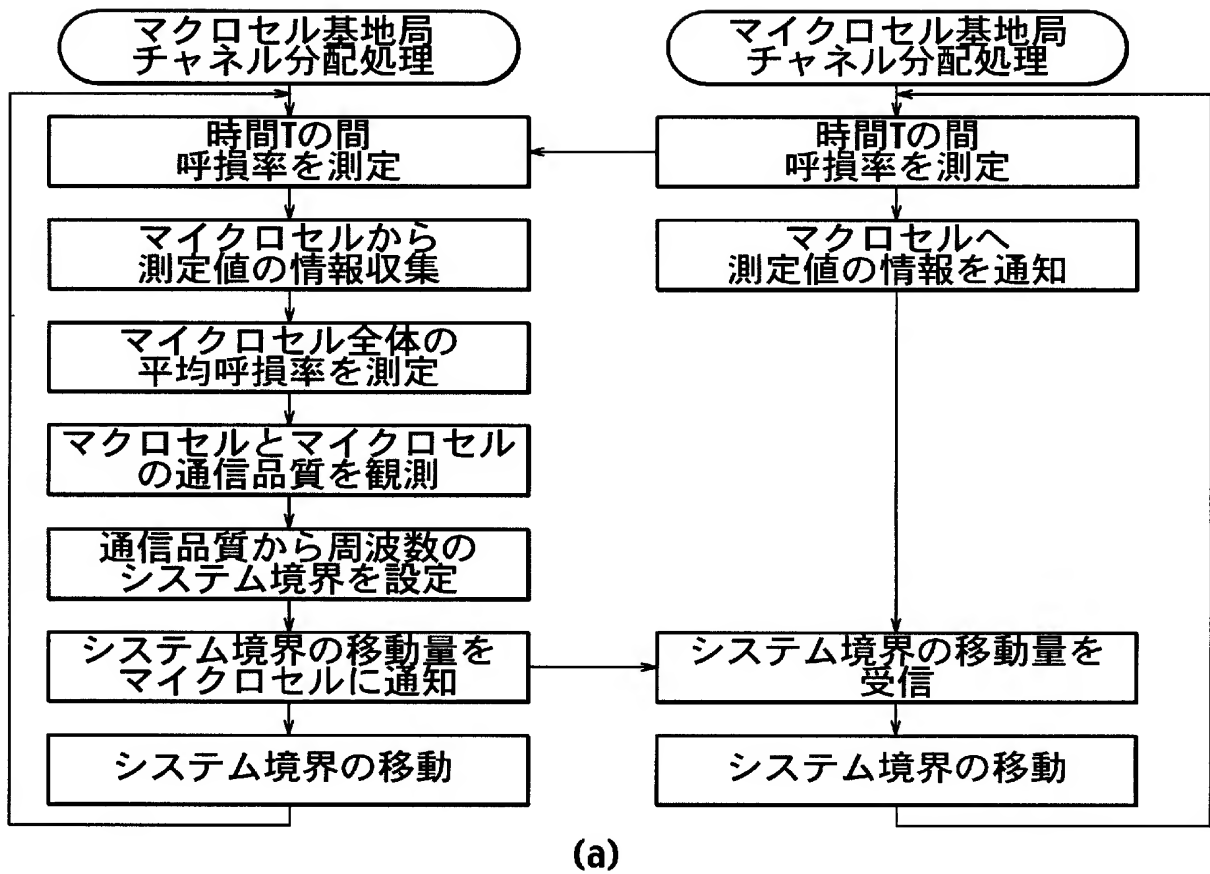 マクロセル基地局
チャネル分配処理
時間Tの間
呼損率を測定
マイクロセルから
測定値の情報収集
マイクロセル全体の
平均呼損率を測定
マクロセルとマイクロセル
の通信品質を観測
通信品質から周波数の
システム境界を設定
システム境界の移動量を
マイクロセルに通知
システム境界の移動
マイクロセル基地局
チャネル分配処理
時間Tの間
呼損率を測定
マクロセルへ
測定値の情報を通知
システム境界の移動量を
受信
システム境界の移動
(a)